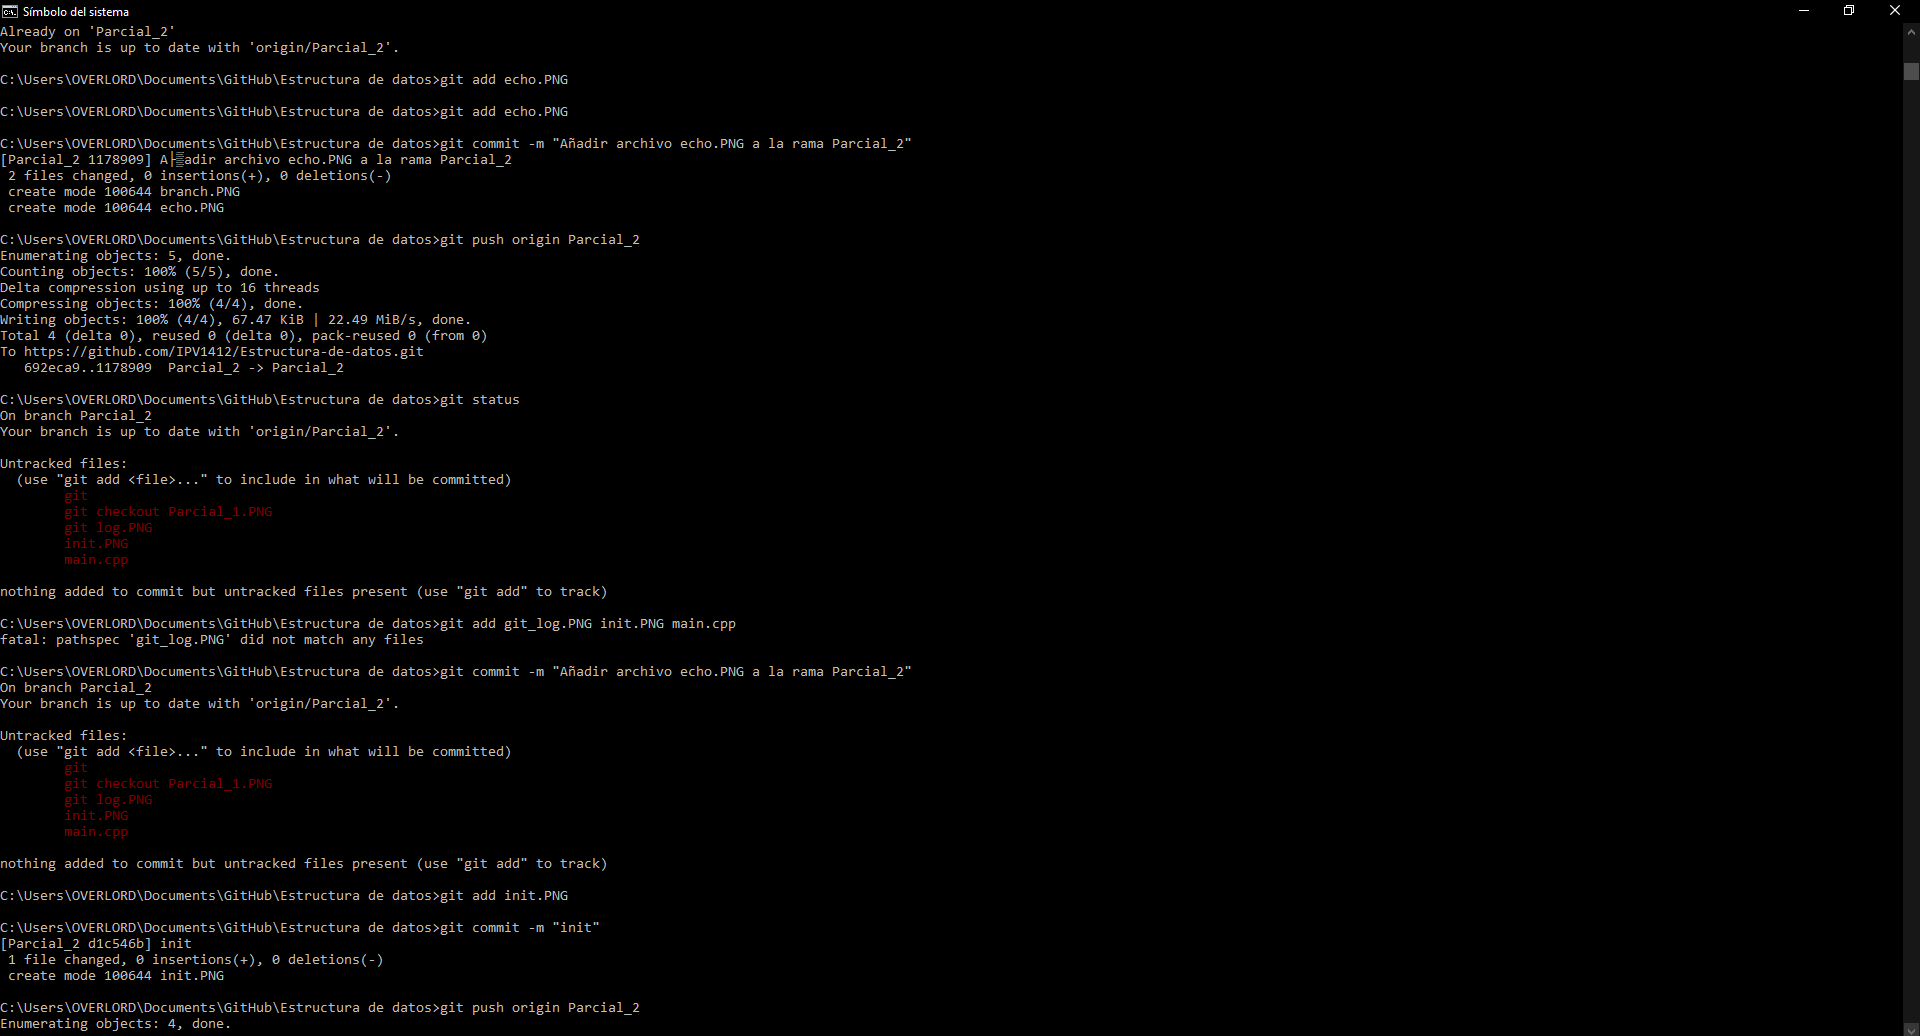 Símbolo del sistema
Already on 'Parcial_2'
Your branch is up to date with 'origin/Parcial_2'.
C:\Users\OVERLORD\Documents\GitHub\Estructura de datos>git add echo.PNG
C:\Users\OVERLORD\Documents\GitHub\Estructura de datos>git add echo.PNG
C:\Users\OVERLORD\Documents\GitHub\Estructura de datos>git commit -m "Añadir archivo echo.PNG a la rama Parcial_2"
[Parcial_2 1178909] A├▒adir archivo echo.PNG a la rama Parcial_2
 2 files changed, 0 insertions(+), 0 deletions(-)
 create mode 100644 branch.PNG
 create mode 100644 echo.PNG
C:\Users\OVERLORD\Documents\GitHub\Estructura de datos>git push origin Parcial_2
Enumerating objects: 5, done.
Counting objects: 100% (5/5), done.
Delta compression using up to 16 threads
Compressing objects: 100% (4/4), done.
Writing objects: 100% (4/4), 67.47 KiB | 22.49 MiB/s, done.
Total 4 (delta 0), reused 0 (delta 0), pack-reused 0 (from 0)
To https://github.com/IPV1412/Estructura-de-datos.git
   692eca9..1178909  Parcial_2 -> Parcial_2
C:\Users\OVERLORD\Documents\GitHub\Estructura de datos>git status
On branch Parcial_2
Your branch is up to date with 'origin/Parcial_2'.
Untracked files:
  (use "git add <file>..." to include in what will be committed)
        git
        git checkout Parcial_1.PNG
        git log.PNG
        init.PNG
        main.cpp
nothing added to commit but untracked files present (use "git add" to track)
C:\Users\OVERLORD\Documents\GitHub\Estructura de datos>git add git_log.PNG init.PNG main.cpp
fatal: pathspec 'git_log.PNG' did not match any files
C:\Users\OVERLORD\Documents\GitHub\Estructura de datos>git commit -m "Añadir archivo echo.PNG a la rama Parcial_2"
On branch Parcial_2
Your branch is up to date with 'origin/Parcial_2'.
Untracked files:
  (use "git add <file>..." to include in what will be committed)
        git
        git checkout Parcial_1.PNG
        git log.PNG
        init.PNG
        main.cpp
nothing added to commit but untracked files present (use "git add" to track)
C:\Users\OVERLORD\Documents\GitHub\Estructura de datos>git add init.PNG
C:\Users\OVERLORD\Documents\GitHub\Estructura de datos>git commit -m "init"
[Parcial_2 d1c546b] init
 1 file changed, 0 insertions(+), 0 deletions(-)
 create mode 100644 init.PNG
C:\Users\OVERLORD\Documents\GitHub\Estructura de datos>git push origin Parcial_2
Enumerating objects: 4, done.